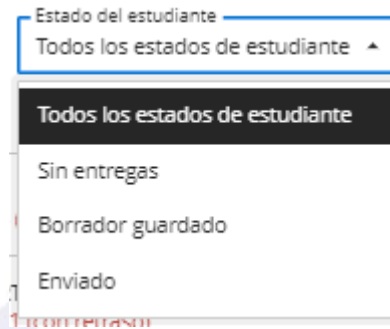 Estado del estudiante
Todos los estados de estudiante
Todos los estados de estudiante
Sin entregas
Borrador guardado
Enviado